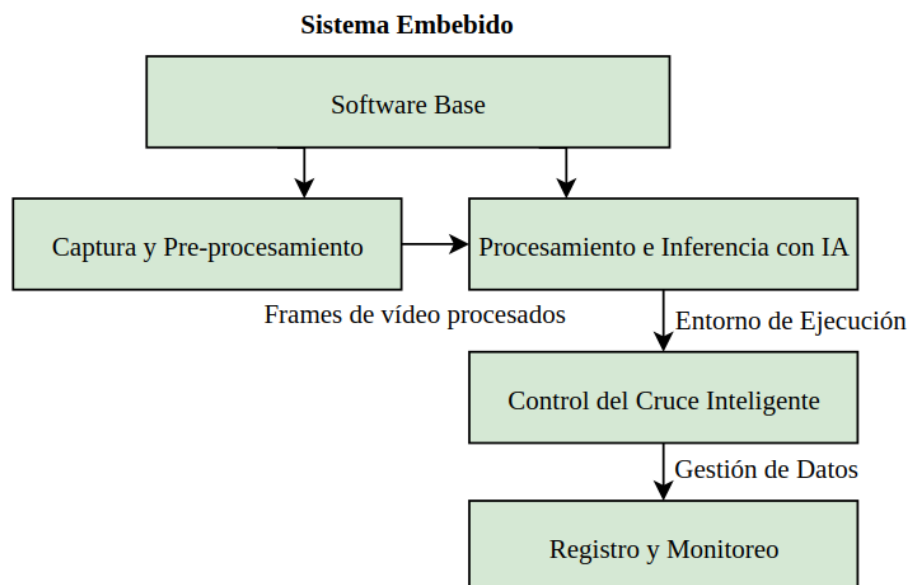 Sistema Embebido
Software Base
Captura y Pre-procesamiento
Procesamiento e Inferencia con IA
Frames de vídeo procesados
Entorno de Ejecución
Control del Cruce Inteligente
Gestión de Datos
Registro y Monitoreo